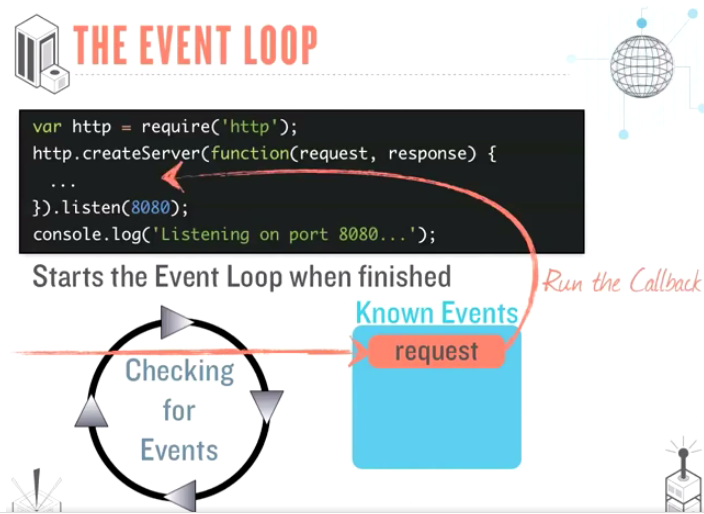 THE EVENT LOOP
var http = require('http');
http.createServer(function(request, response) {
...
}).listen(8080);
console.log('Listening on port 8080...');
Starts the Event Loop when finished
Run the Callback
Known Events
request
Checking
for
Events